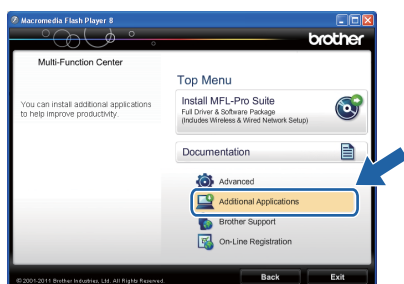 Macromedia Flash Player 8
brother
Multi-Function Center
You can install additional applications
to help improve productivity.
Top Menu
Install MFL-Pro Suite
Full Driver & Software Package
(Includes Wireless & Wired Network Setup)
Documentation
Advanced
Additional Applications
Brother Support
On-Line Registration
© 2001-2011 Brother Industries, Ltd. All Rights Reserved.
Back
Exit